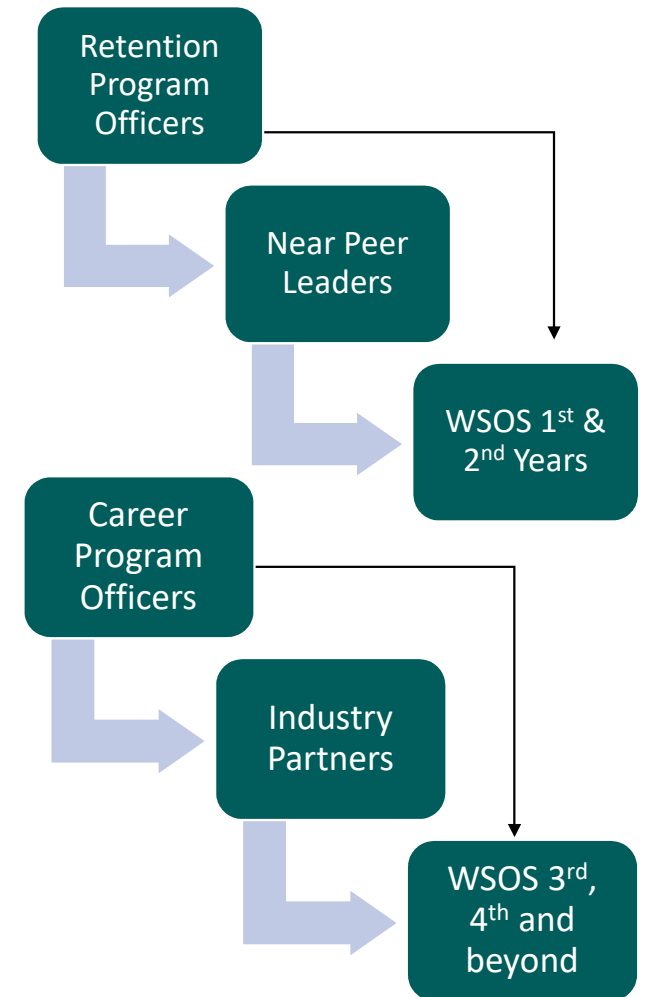 Retention
Program
Officers
Near Peer
Leaders
WSOS 1st &
2nd Years
Career
Program
Officers
Industry
Partners
WSOS 3rd,
4th and
beyond